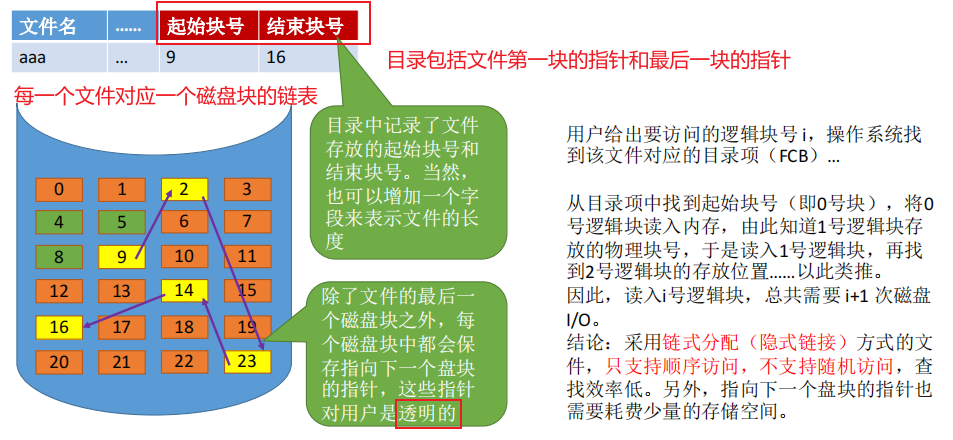 文件名 …… 起始块号 结束块号
aaa … 9 16
目录包括文件第一块的指针和最后一块的指针
每一个文件对应一个磁盘块的链表
目录中记录了文件
存放的起始块号和
结束块号。当然，
也可以增加一个字
段来表示文件的长
度
0 1 2 3
4 5 6 7
8 9 10 11
12 13 14 15
16 17 18 19
20 21 22 23
除了文件的最后一
个磁盘块之外，每
个磁盘块中都会保
存指向下一个盘块
的指针，这些指针
对用户是透明的
用户给出要访问的逻辑块号 i，操作系统找
到该文件对应的目录项（FCB）…
从目录项中找到起始块号（即0号块），将0
号逻辑块读入内存，由此知道1号逻辑块存
放的物理块号，于是读入1号逻辑块，再找
到2号逻辑块的存放位置……以此类推。
因此，读入i号逻辑块，总共需要 i+1 次磁盘
I/O。
结论：采用链式分配（隐式链接）方式的文
件，只支持顺序访问，不支持随机访问，查
找效率低。另外，指向下一个盘块的指针也
需要耗费少量的存储空间。